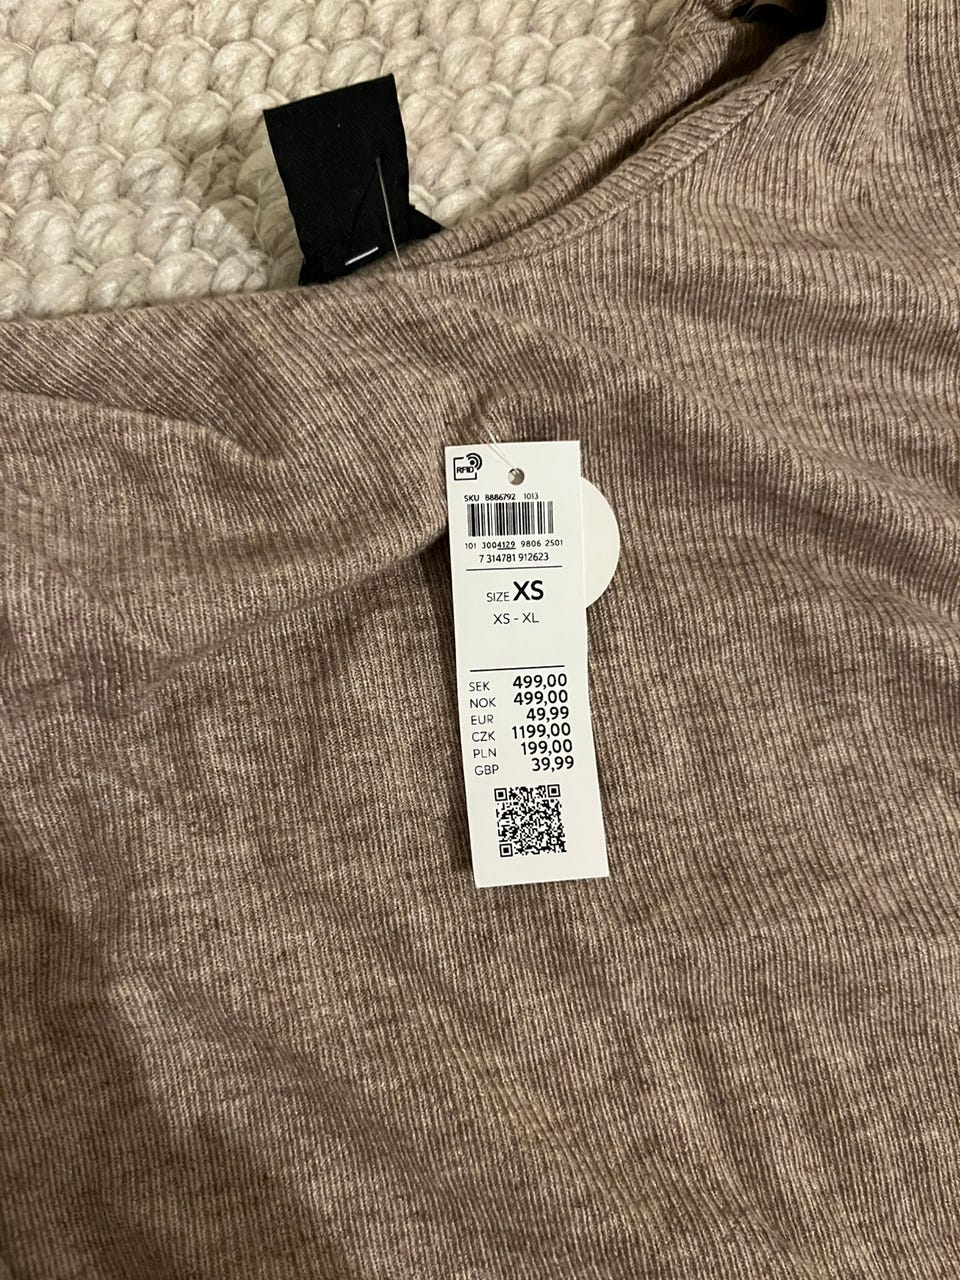 RFID
SKU 8886792 1013
101 3004129 9806 2501
7 314781 912623
SIZE XS
XS - XL
SEK 499,00
NOK 499,00
EUR 49,99
CZK 1199,00
PLN 199,00
GBP 39,99